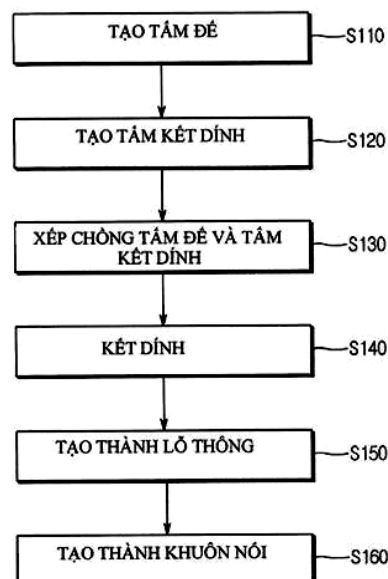 TẠO TẤM ĐẾ
S110
TẠO TẤM KẾT DÍNH
S120
XẾP CHỒNG TẤM ĐẾ VÀ TẤM
KẾT DÍNH
S130
KẾT DÍNH
S140
TẠO THÀNH LỖ THÔNG
S150
TẠO THÀNH KHUÔN NỐI
S160